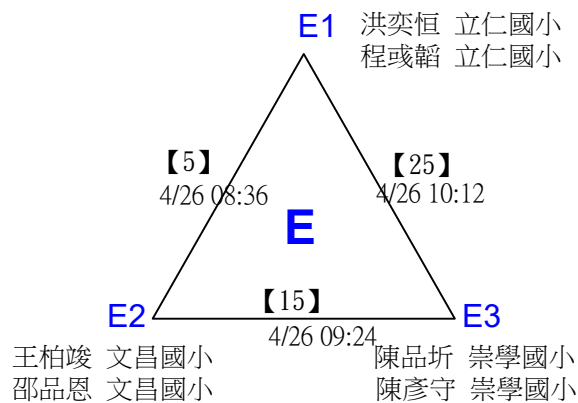 E1 洪奕恒 立仁國小
程彧韜 立仁國小
【5】
4/26 08:36
【25】
4/26 10:12
E
E2
【15】
4/26 09:24
E3
王柏竣 文昌國小
邵品恩 文昌國小
陳品圻 崇學國小
陳彥守 崇學國小